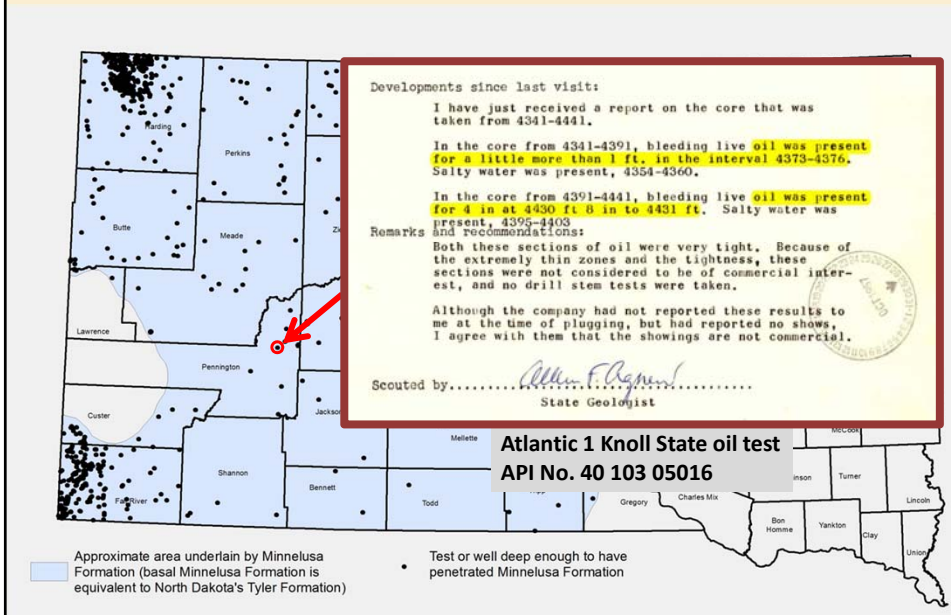 Developments since last visit:
I have just received a report on the core that was
taken from 4341-4441.
In the core from 4341-4391, bleeding live oil was present
for a little more than 1 ft. in the interval 4373-4376.
Salty water was present, 4354-4360.
In the core from 4391-4441, bleeding live oil was present
for 4 in at 4430 ft 8 in to 4431 ft. Salty water was
present, 4395-4403
Remarks and recommendations:
Both these sections of oil were very tight. Because of
the extremely thin zones and the tightness, these
sections were not considered to be of commercial inter-
est, and no drill stem tests were taken.
Although the company had not reported these results to
me at the time of plugging, but had reported no shows,
I agree with them that the showings are not commercial.
Scouted by.....Allen F. Agnew.....
State Geologist
OCT 1957
Atlantic 1 Knoll State oil test
API No. 40 103 05016
Harding
Perkins
Butte
Meade
Lawrence
Pennington
Custer
Jackson
Mellette
McCook
Shannon
Bennett
Todd
Gregory
Charles Mix
Turner
Lincoln
Fall River
Bon
Homme
Yankton
Clay
Union
Approximate area underlain by Minnelusa
Formation (basal Minnelusa Formation is
equivalent to North Dakota's Tyler Formation)
Test or well deep enough to have
penetrated Minnelusa Formation